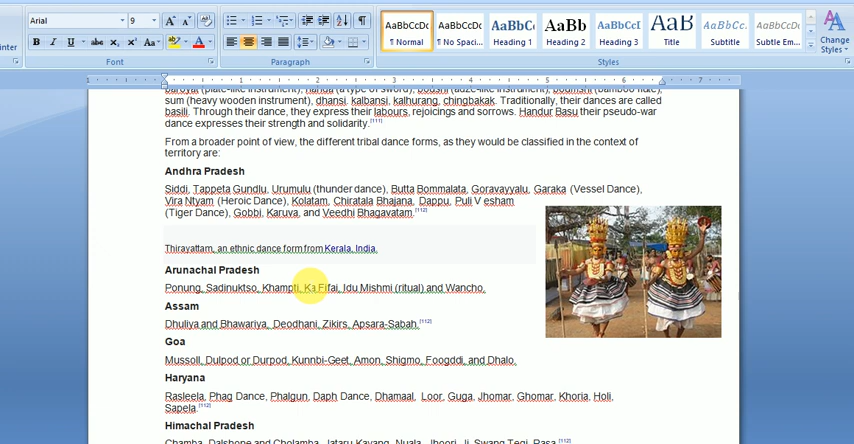 Arial
9
Font
Paragraph
Styles
AaBbCcDc
AaBbCcDc
AaBbC
AaBb
AaBbCcI
AaB
AaBbCc.
AaBbCcDc
¶ Normal
¶ No Spaci...
Heading 1
Heading 2
Heading 3
Title
Subtitle
Subtle Em...
Change
Styles
sum (heavy wooden instrument), dhansi. kalbansi, kalhurang, chingbakak. Traditionally, their dances are called
basili. Through their dance, they express their labours, rejoicings and sorrows. Handur Basu their pseudo-war
dance expresses their strength and solidarity.[111]
From a broader point of view, the different tribal dance forms, as they would be classified in the context of
territory are:
Andhra Pradesh
Siddi, Tappeta Gundlu, Urumulu (thunder dance), Butta Bommalata, Goravayyalu, Garaka (Vessel Dance),
Vira Ntyam (Heroic Dance), Kolatam, Chiratala Bhajana, Dappu, Puli V esham
(Tiger Dance), Gobbi, Karuva, and Veedhi Bhagavatam.[112]
Thirayattam, an ethnic dance form from Kerala, India.
Arunachal Pradesh
Ponung, Sadinuktso, Khampti, Ka Fifai, Idu Mishmi (ritual) and Wancho.
Assam
Dhuliya and Bhawariya, Deodhani, Zikirs, Apsara-Sabah.[112]
Goa
Mussoll, Dulpod or Durpod, Kunnbi-Geet, Amon, Shigmo, Foogddi, and Dhalo.
Haryana
Rasleela, Phag Dance, Phalgun, Daph Dance, Dhamaal, Loor, Guga, Jhomar, Ghomar, Khoria, Holi,
Sapela.[112]
Himachal Pradesh